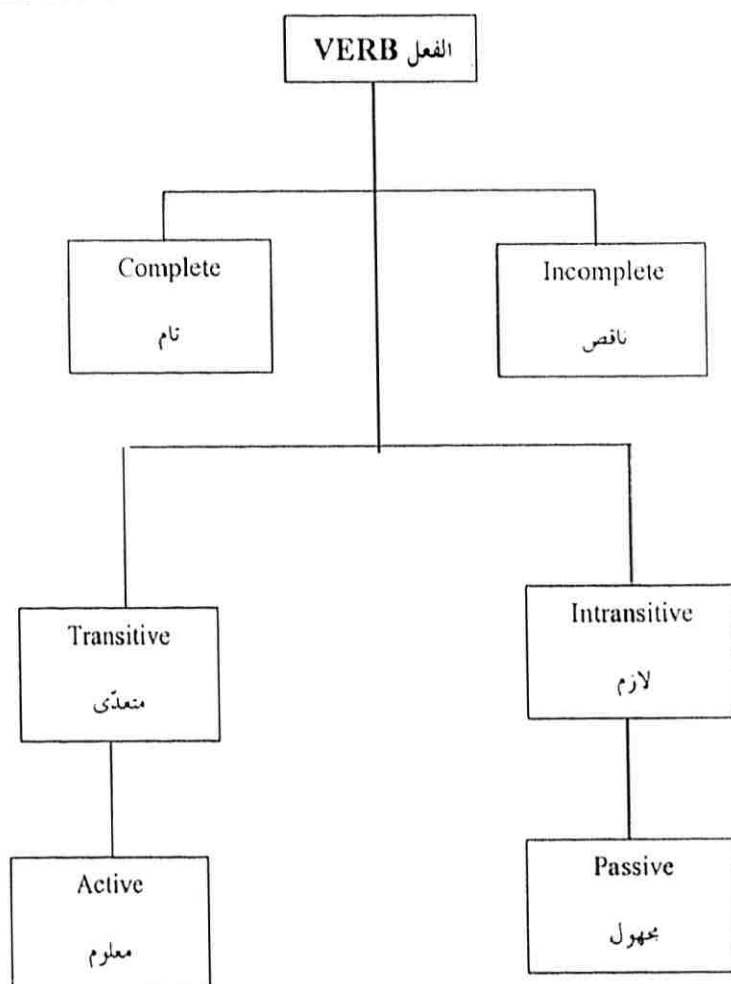 VERB الفعل
Complete
تام
Incomplete
ناقص
Transitive
متعدّى
Intransitive
لازم
Active
معلوم
Passive
مجهول